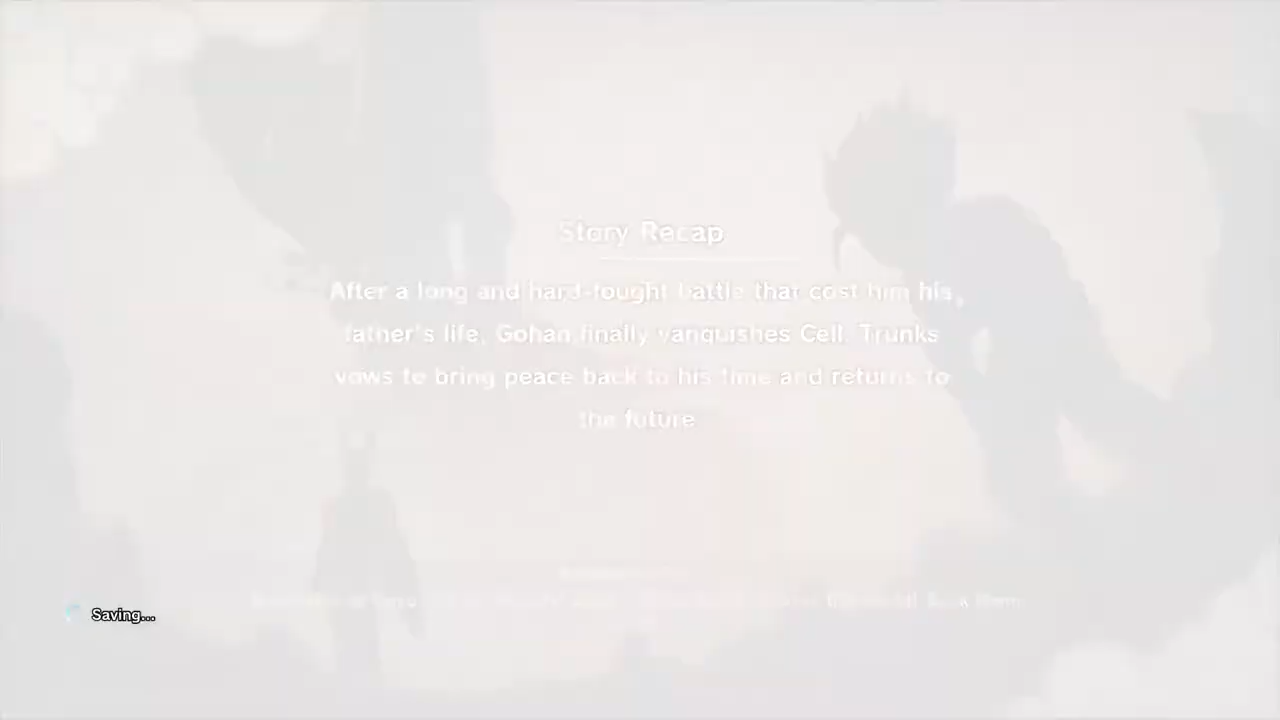 Story Recap
After a long and hard-fought battle that cost him his
father's life, Gohan finally vanquishes Cell. Trunks
vows to bring peace back to his time and returns to
the future.
Saving...